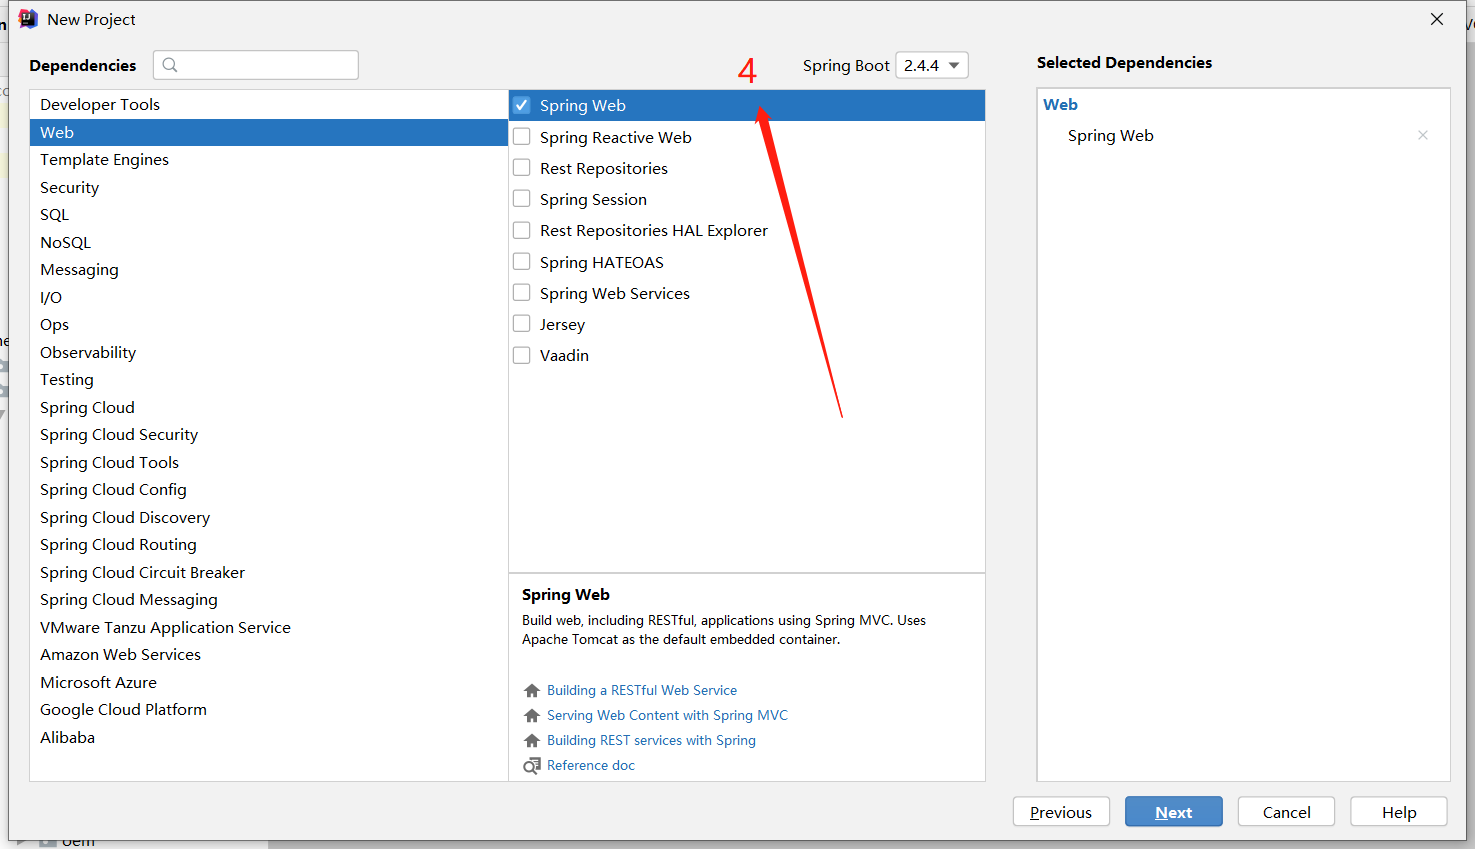 New Project
Dependencies
4
Spring Boot 2.4.4
Selected Dependencies
Developer Tools
Web
Template Engines
Security
SQL
NoSQL
Messaging
I/O
Ops
Observability
Testing
Spring Cloud
Spring Cloud Security
Spring Cloud Tools
Spring Cloud Config
Spring Cloud Discovery
Spring Cloud Routing
Spring Cloud Circuit Breaker
Spring Cloud Messaging
VMware Tanzu Application Service
Amazon Web Services
Microsoft Azure
Google Cloud Platform
Alibaba
Spring Web
Spring Reactive Web
Rest Repositories
Spring Session
Rest Repositories HAL Explorer
Spring HATEOAS
Spring Web Services
Jersey
Vaadin
Spring Web
Build web, including RESTful, applications using Spring MVC. Uses
Apache Tomcat as the default embedded container.
Building a RESTful Web Service
Serving Web Content with Spring MVC
Building REST services with Spring
Reference doc
Web
Spring Web
Previous
Next
Cancel
Help